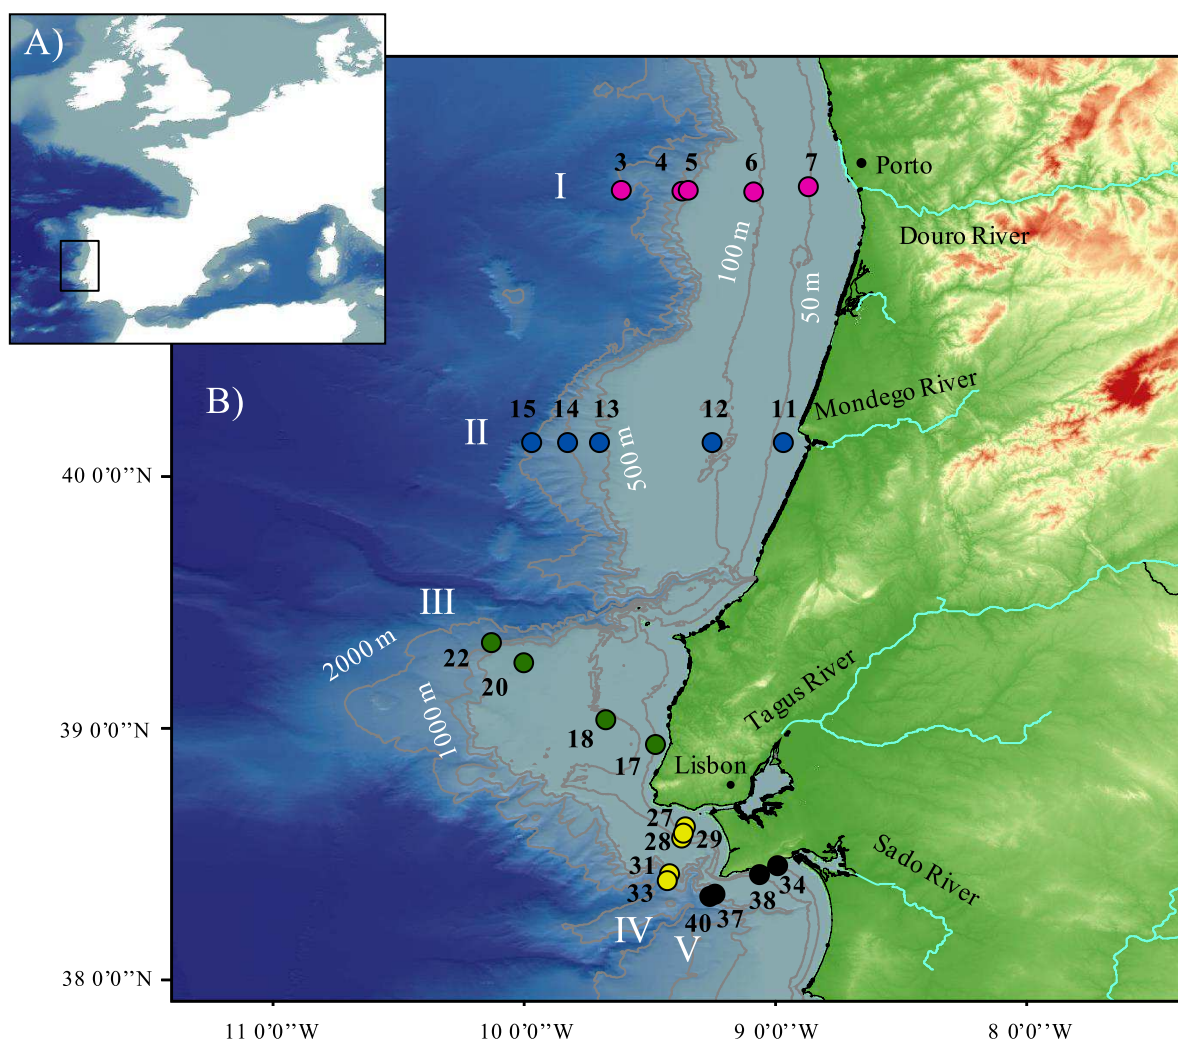 A)
3 4 5 6 7
I
Porto
Douro River
100 m
50 m
B)
Mondego River
15 14 13 12 11
II
500 m
40 0’0’’N
III
2000 m
22
20
1000 m
18
17
Tagus River
39 0’0’’N
Lisbon
27
28 29
31
33
Sado River
34
38
37
40
IV
V
38 0’0’’N
11 0’0’’W 10 0’0’’W 9 0’0’’W 8 0’0’’W